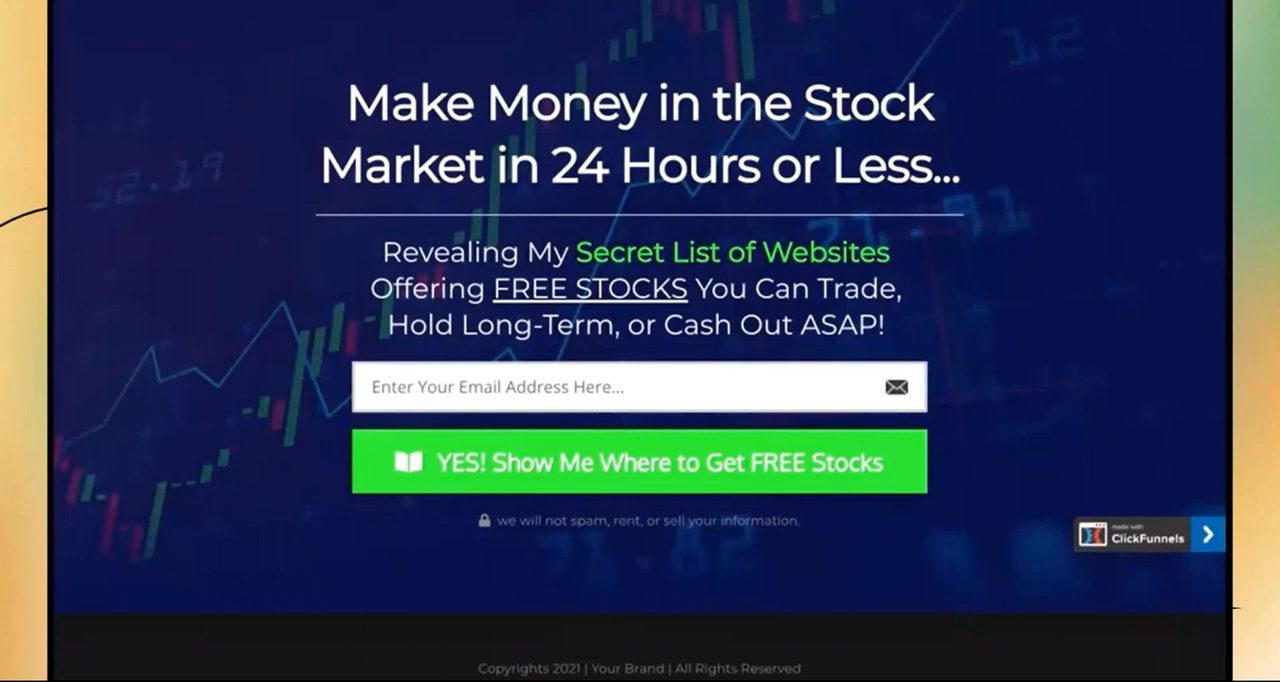 Make Money in the Stock
Market in 24 Hours or Less...
Revealing My Secret List of Websites
Offering FREE STOCKS You Can Trade,
Hold Long-Term, or Cash Out ASAP!
Enter Your Email Address Here...
YES! Show Me Where to Get FREE Stocks
we will not spam, rent, or sell your information.
made with
ClickFunnels
Copyrights 2021 | Your Brand | All Rights Reserved